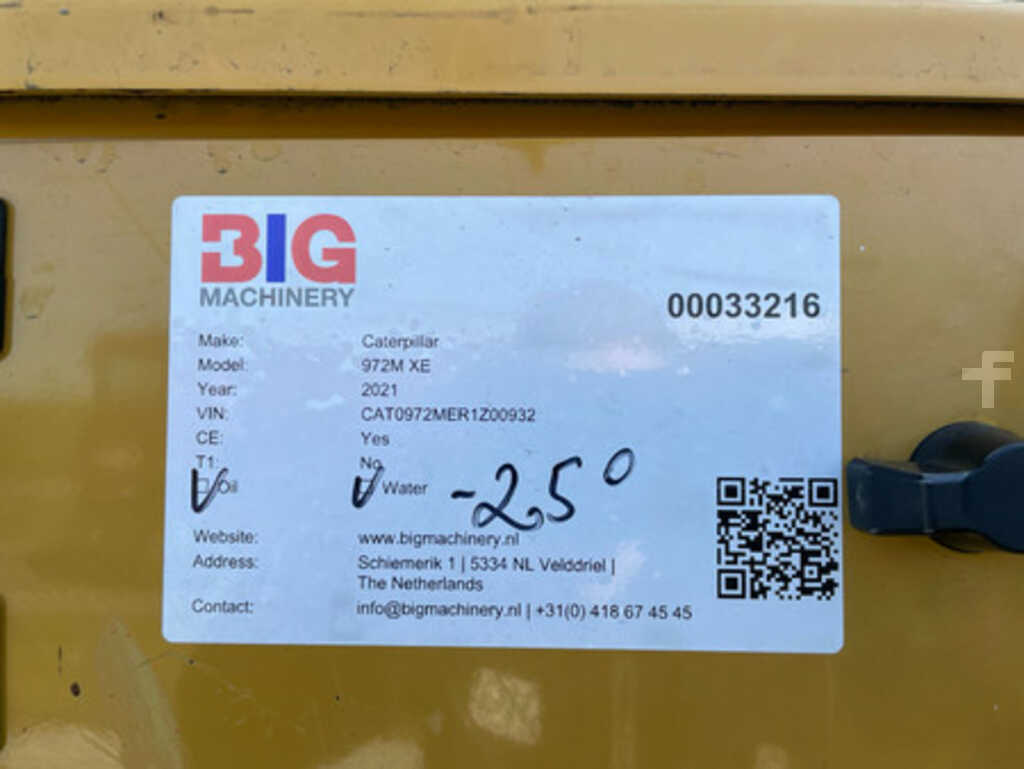 BIG
MACHINERY
00033216
Make: Caterpillar
Model: 972M XE
Year: 2021
VIN: CAT0972MER1Z00932
CE: Yes
T1: No
Oil Water -25°
Website: www.bigmachinery.nl
Address: Schiemerik 1 | 5334 NL Velddriel |
The Netherlands
Contact: info@bigmachinery.nl | +31(0) 418 67 45 45
f